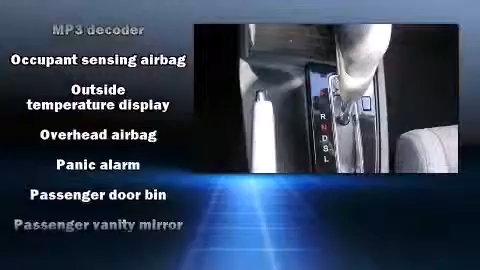 MP3 decoder
Occupant sensing airbag
Outside
temperature display
Overhead airbag
Panic alarm
Passenger door bin
Passenger vanity mirror
R
N
D
S
L